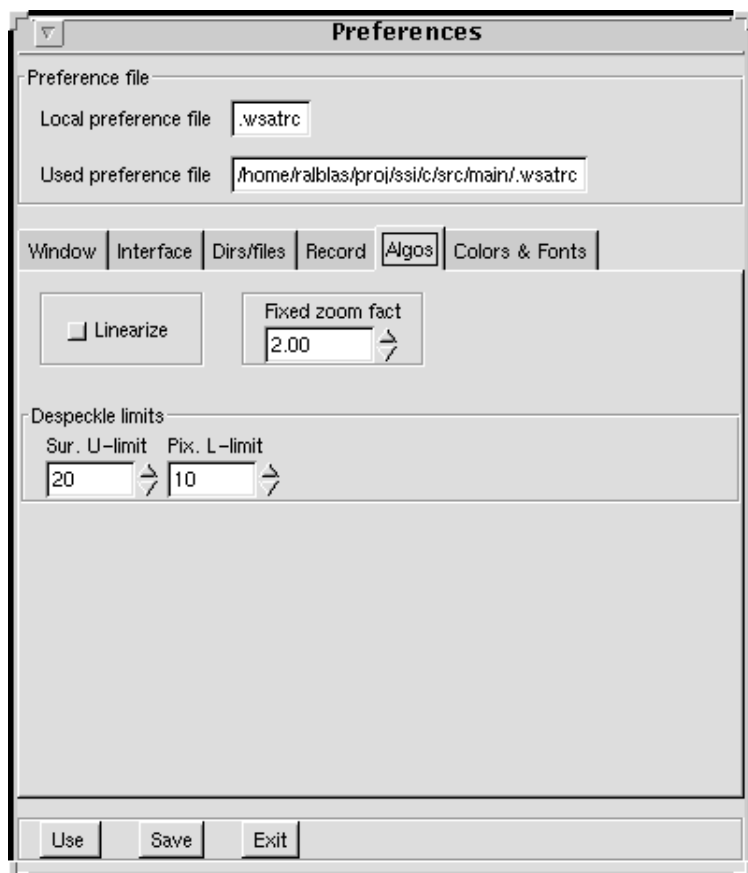 Preferences
Preference file
Local preference file .wsatrc
Used preference file /home/ralblas/proj/ssi/c/src/main/.wsatrc
Window Interface Dirs/files Record Algos Colors & Fonts
Linearize
Fixed zoom fact
2.00
Despeckle limits
Sur. U-limit Pix. L-limit
20 10
Use Save Exit